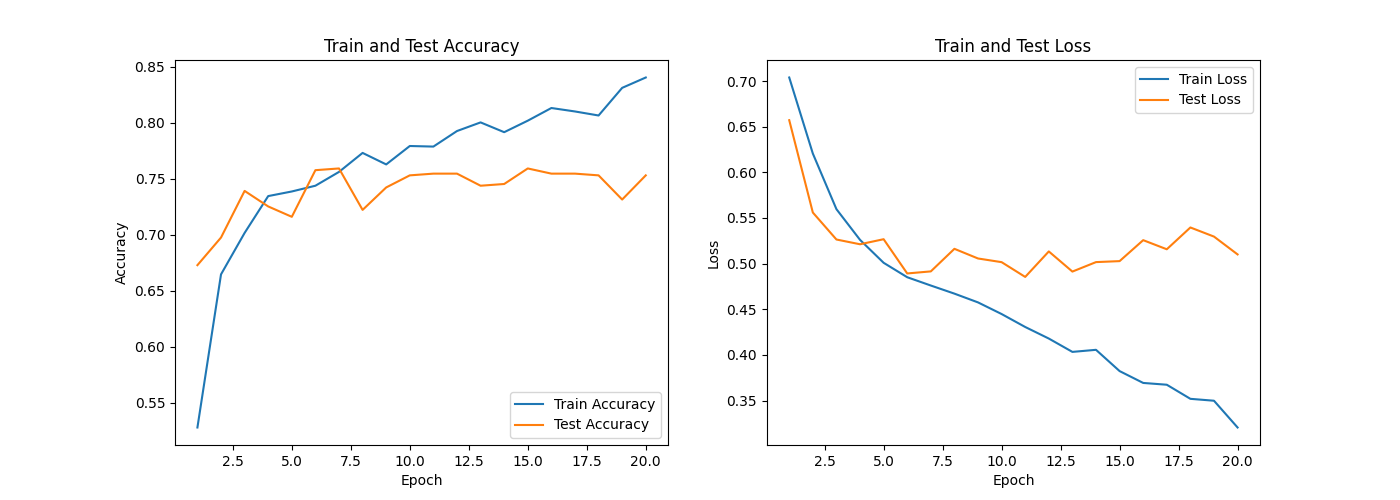 Train and Test Accuracy
0.85
0.80
0.75
0.70
0.65
0.60
0.55
Accuracy
2.5 5.0 7.5 10.0 12.5 15.0 17.5 20.0
Epoch
Train Accuracy
Test Accuracy
Train and Test Loss
0.70
0.65
0.60
0.55
0.50
0.45
0.40
0.35
Loss
2.5 5.0 7.5 10.0 12.5 15.0 17.5 20.0
Epoch
Train Loss
Test Loss